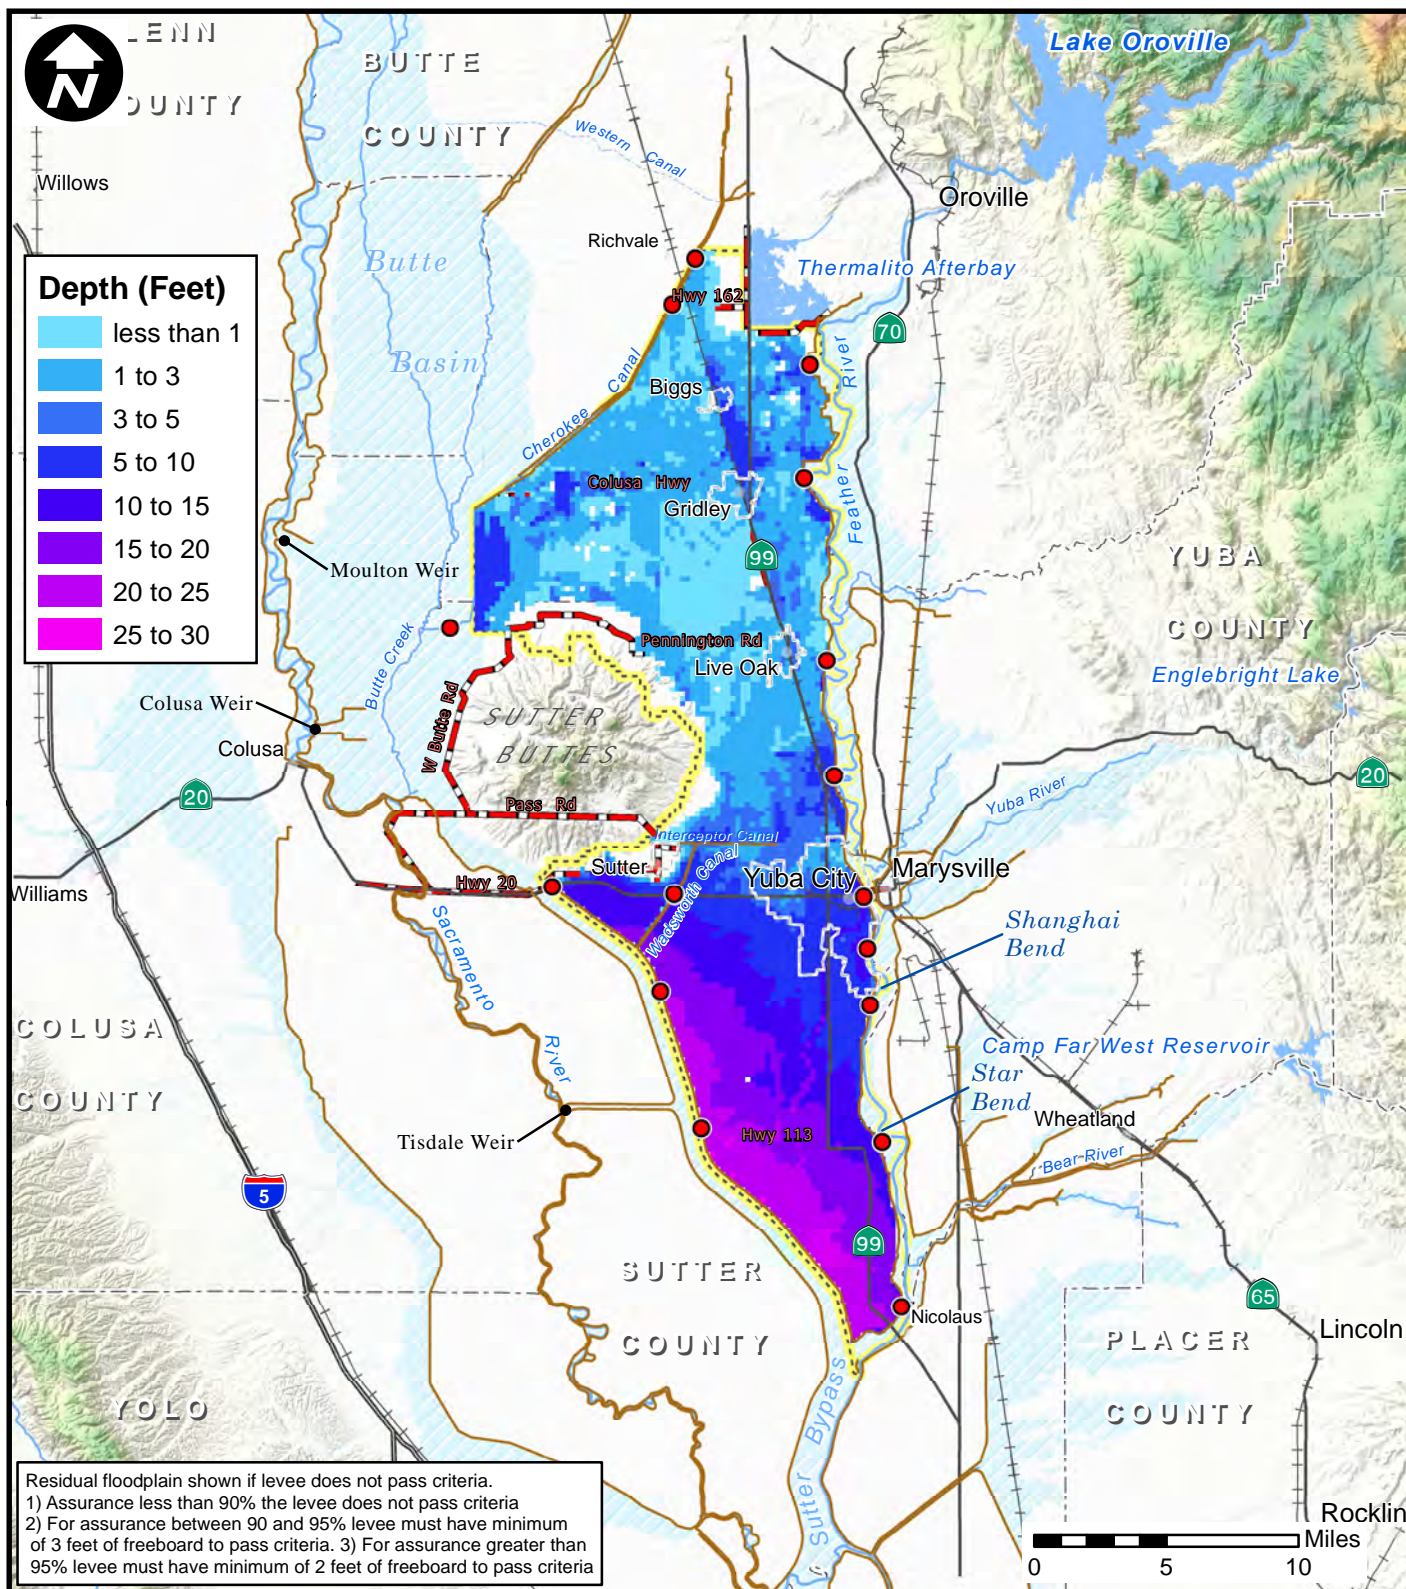 LENN
OUNTY
N
BUTTE
COUNTY
Lake Oroville
Western Canal
Willows
Oroville
Richvale
Butte
Basin
Thermalito Afterbay
Hwy 162
70
Depth (Feet)
less than 1
1 to 3
3 to 5
5 to 10
10 to 15
15 to 20
20 to 25
25 to 30
Cherokee Canal
Biggs
Feather River
Colusa Hwy
Gridley
99
Moulton Weir
YUBA
COUNTY
Butte Creek
Pennington Rd
Live Oak
Englebright Lake
Colusa Weir
Colusa
W Butte Rd
SUTTER
BUTTES
20
20
Pass Rd
Yuba River
Interceptor Canal
Sutter
Wadsworth Canal
Yuba City
Marysville
Williams
Hwy 20
Sacramento River
Shanghai
Bend
COLUSA
COUNTY
Camp Far West Reservoir
Star
Bend
Wheatland
Tisdale Weir
Hwy 113
Bear River
5
99
SUTTER
COUNTY
65
Nicolaus
PLACER
COUNTY
Lincoln
YOLO
Sutter Bypass
Residual floodplain shown if levee does not pass criteria.
1) Assurance less than 90% the levee does not pass criteria
2) For assurance between 90 and 95% levee must have minimum
of 3 feet of freeboard to pass criteria. 3) For assurance greater than
95% levee must have minimum of 2 feet of freeboard to pass criteria
Rocklin
Miles
0 5 10